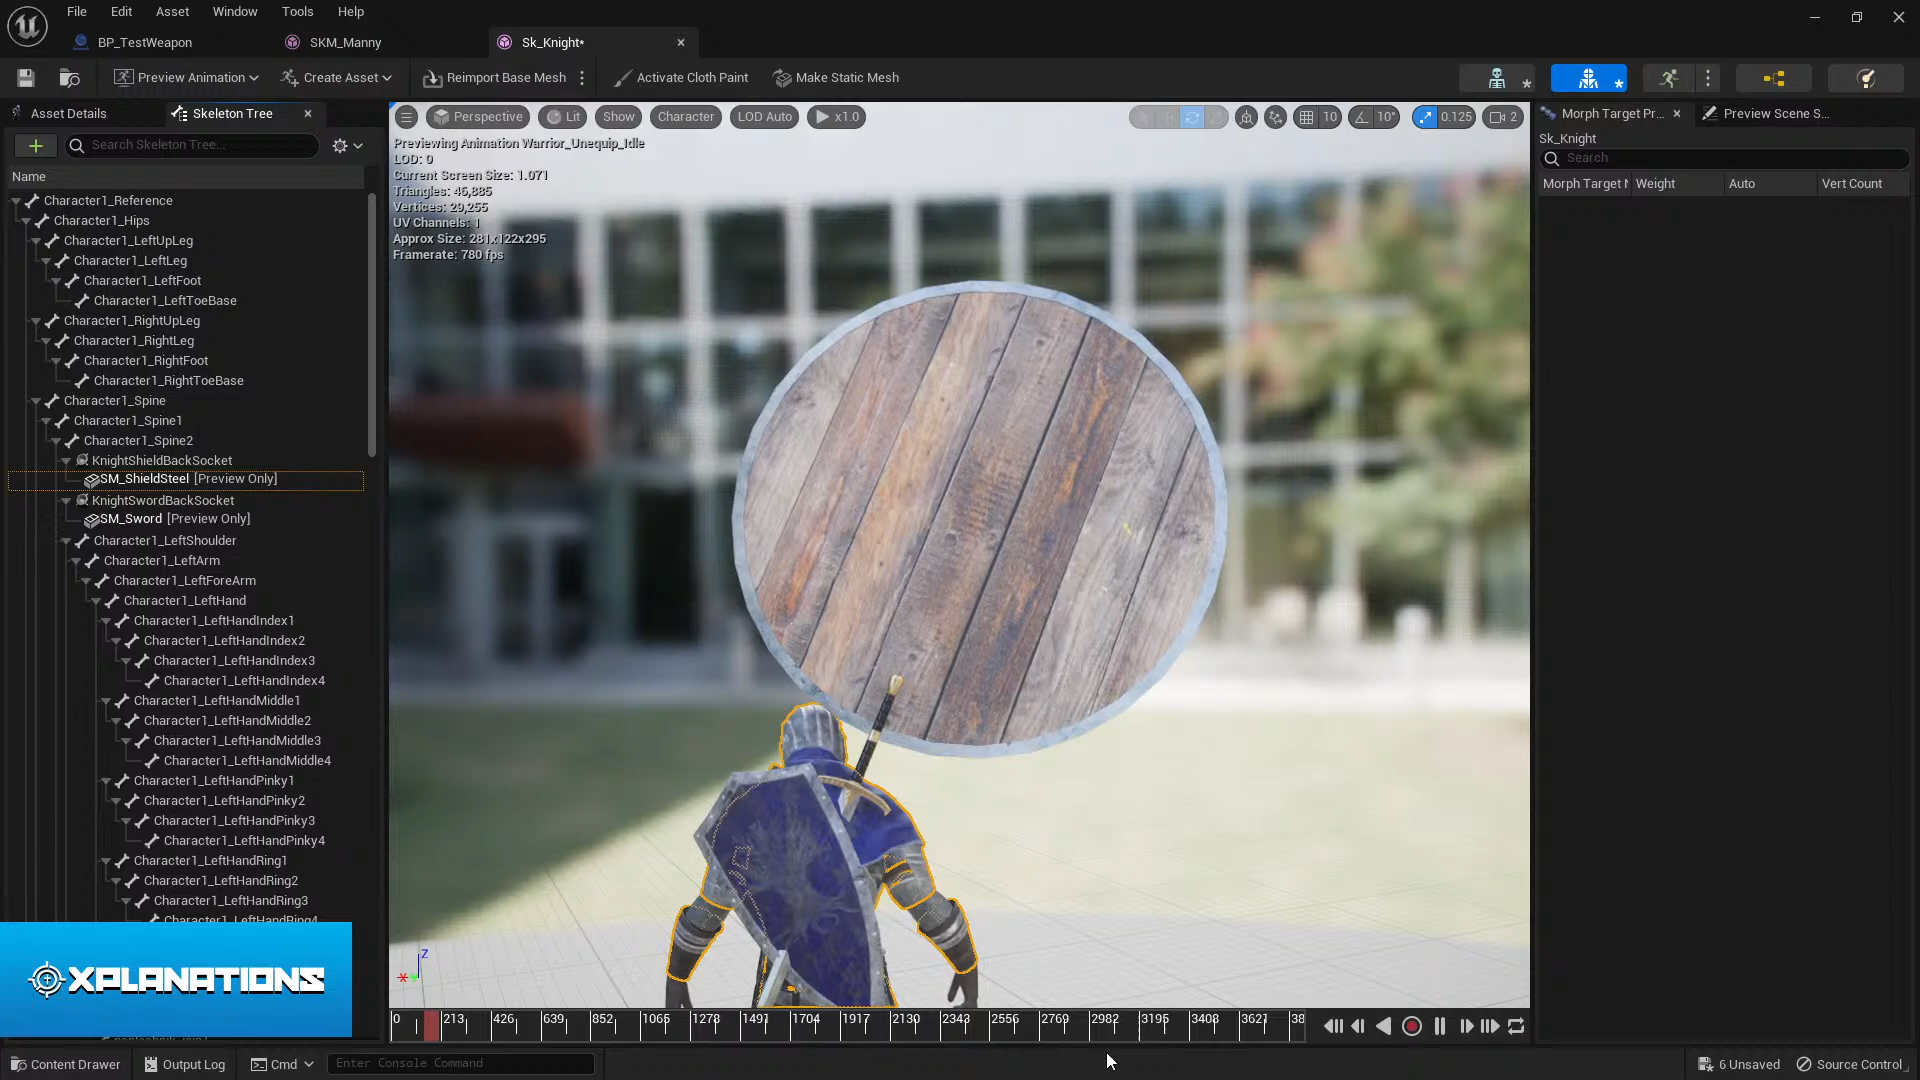 File Edit Asset Window Tools Help
BP_TestWeapon SKM_Manny Sk_Knight*
Preview Animation Create Asset Reimport Base Mesh Activate Cloth Paint Make Static Mesh
Asset Details Skeleton Tree
Search Skeleton Tree...
Name
Character1_Reference
Character1_Hips
Character1_LeftUpLeg
Character1_LeftLeg
Character1_LeftFoot
Character1_LeftToeBase
Character1_RightUpLeg
Character1_RightLeg
Character1_RightFoot
Character1_RightToeBase
Character1_Spine
Character1_Spine1
Character1_Spine2
KnightShieldBackSocket
SM_ShieldSteel [Preview Only]
KnightSwordBackSocket
SM_Sword [Preview Only]
Character1_LeftShoulder
Character1_LeftArm
Character1_LeftForeArm
Character1_LeftHand
Character1_LeftHandIndex1
Character1_LeftHandIndex2
Character1_LeftHandIndex3
Character1_LeftHandIndex4
Character1_LeftHandMiddle1
Character1_LeftHandMiddle2
Character1_LeftHandMiddle3
Character1_LeftHandMiddle4
Character1_LeftHandPinky1
Character1_LeftHandPinky2
Character1_LeftHandPinky3
Character1_LeftHandPinky4
Character1_LeftHandRing1
Character1_LeftHandRing2
Character1_LeftHandRing3
Character1_LeftHandRing4
XPLANATIONS
Perspective Lit Show Character LOD Auto x1.0 10 10° 0.125 2
Previewing Animation Warrior_Unequip_Idle
LOD: 0
Current Screen Size: 1.071
Triangles: 46,885
Vertices: 29,255
UV Channels: 1
Approx Size: 281x122x295
Framerate: 780 fps
Z
X
0 213 426 639 852 1065 1278 1491 1704 1917 2130 2343 2556 2769 2982 3195 3408 3621 38
Morph Target Pr... Preview Scene S...
Sk_Knight
Search
Morph Target N Weight Auto Vert Count
Content Drawer Output Log Cmd Enter Console Command 6 Unsaved Source Control